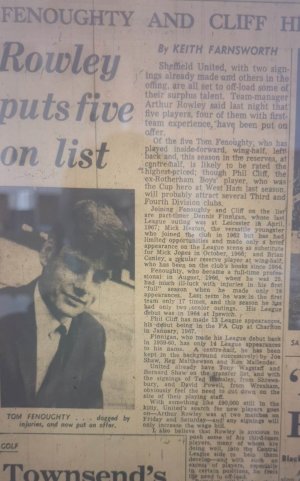 FENOUGHTY AND CLIFF
Rowley
puts five
on list
By KEITH FARNSWORTH
Sheffield United, with two sign-
ings already made and others in the
offing, are all set to off-load some of
their surplus talent. Team-manager
Arthur Rowley said last night that
five players, four of them with first-
team experience, have been put on
offer.
Of the five Tom Fenoughty, who has
played inside-forward, wing-half, left
back and, this season in the reserves, at
centre-half, is likely to be rated the
highest-priced; though Phil Cliff, the
ex-Rotherham Boys player, who was
the Cup hero at West Ham last season
will probably attract several Third and
Fourth Division clubs.
Joining Fenoughty and Cliff on the list
are part-timer Dennis Finnigan, whose last
League outing was at Leicester in April
1967; Mick Heaton, the versatile youngster
who joined the club in 1963 but has had
limited opportunities and made only a brief
appearance on the League scene as substitute
for Mick Jones in October, 1966; and Brian
regular reserve player at wing-half
who has been on the club's books since 1964.
Fenoughty, who became a full-time profes-
sional in August, 1966, when he was
had much ill-luck with injuries in his first
"full" season when he made only
appearances. Last term he was in the first
team only 17 times, and this season he has
had only two senior outings. His League
debut was in 1964 at Ipswich.
Phil Cliff has made 13 League appearances,
his debut being in the FA Cup at Charlton
in January, 1967.
Finnigan, who made his League debut back
in 1959-60, has only 14 League appearances
to his name. A centre-half, he has been
kept in the background successively by Joe
Shaw, Reg Matthewson and Ken Mallender.
United already have Tony Wagstaff and
Bernard Shaw on the transfer list, and with
the signings of Ted Hemsley, from Shrews-
bury, and David Powell, from Wrexham,
obviously feel the need to cut down on the
size of their playing staff.
With something like £90,000 still in the
kitty, United's search for new players goes
on—Arthur Rowley was at two matches on
Friday and Saturday—and any signings will
only increase the wage bill.
I also believe that Rowley is anxious to
push some of his third-team
players, many of whom are
doing well, into the Central
League side to help them
develop—and with such an
excess of players, especially
in certain positions, he feels
the need to off-load.
TOM FENOUGHTY . . . dogged by
injuries, and now put on offer.
GOLF
Townsend's